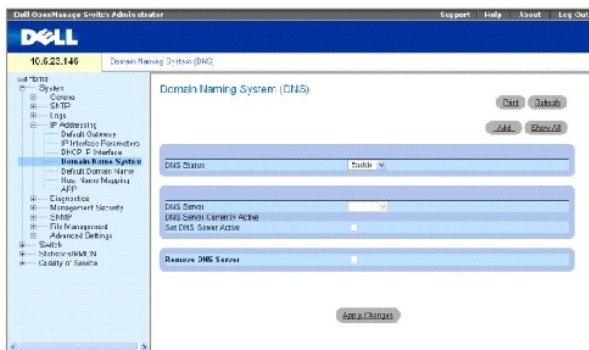 Dell OpenManage Switch Administrator
Support Help About Log Out
DELL
10.6.23.146
Domain Naming System (DNS)
Home
System
General
SNTP
Logs
IP Addressing
Default Gateway
IP Interface Parameters
DHCP IP Interface
Domain Name System
Default Domain Name
Host Name Mapping
ARP
Diagnostics
Management Security
SNMP
File Management
Advanced Settings
Switch
Statistics/RMON
Quality of Service
Domain Naming System (DNS)
Print Refresh
Add Show All
DNS Status Enable
DNS Server
DNS Server Currently Active
Set DNS Server Active
Remove DNS Server
Apply Changes